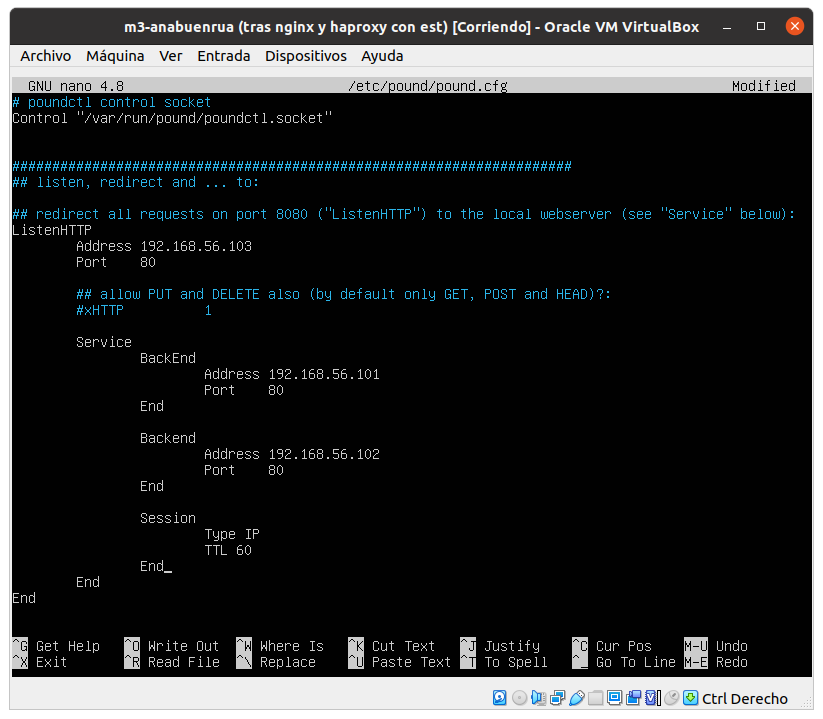 m3-anabuenrua (tras nginx y haproxy con est) [Corriendo] - Oracle VM VirtualBox
Archivo Máquina Ver Entrada Dispositivos Ayuda
GNU nano 4.8 /etc/pound/pound.cfg Modified
# poundctl control socket
Control "/var/run/pound/poundctl.socket"
######################################################################
## listen, redirect and ... to:
## redirect all requests on port 8080 ("ListenHTTP") to the local webserver (see "Service" below):
ListenHTTP
Address 192.168.56.103
Port 80
## allow PUT and DELETE also (by default only GET, POST and HEAD)?:
#xHTTP 1
Service
BackEnd
Address 192.168.56.101
Port 80
End
Backend
Address 192.168.56.102
Port 80
End
Session
Type IP
TTL 60
End_
End
End
^G Get Help ^O Write Out ^W Where Is ^K Cut Text ^J Justify ^C Cur Pos M-U Undo
^X Exit ^R Read File ^\ Replace ^U Paste Text ^T To Spell ^_ Go To Line M-E Redo
Ctrl Derecho